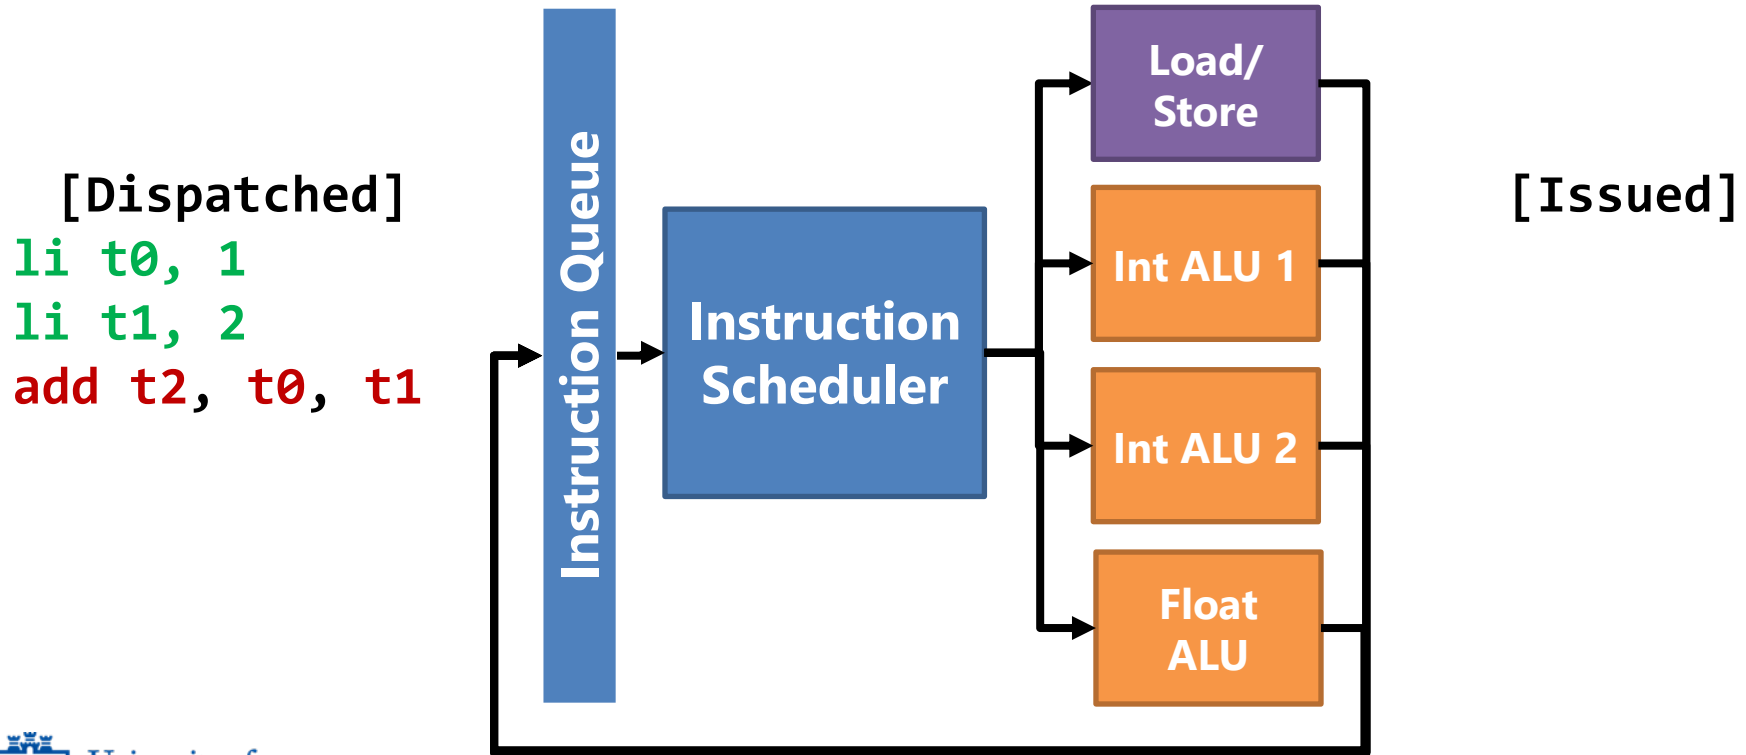 [Dispatched]
li t0, 1
li t1, 2
add t2, t0, t1
Instruction Queue
Instruction
Scheduler
Load/
Store
Int ALU 1
Int ALU 2
Float
ALU
[Issued]